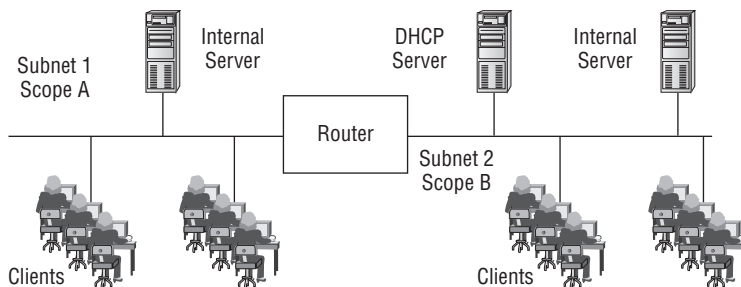 Internal
Server
DHCP
Server
Internal
Server
Subnet 1
Scope A
Router
Subnet 2
Scope B
Clients
Clients